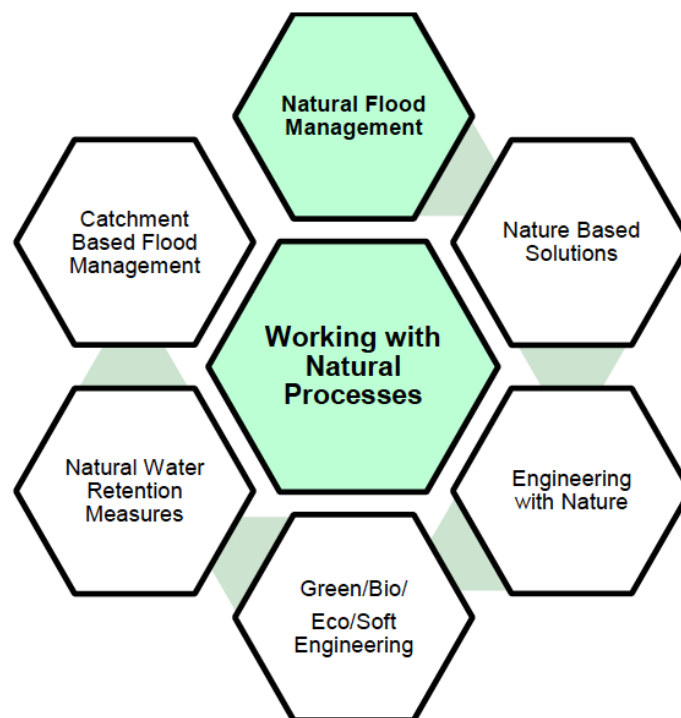 Natural Flood
Management
Catchment
Based Flood
Management
Nature Based
Solutions
Working with
Natural
Processes
Natural Water
Retention
Measures
Engineering
with Nature
Green/Bio/
Eco/Soft
Engineering